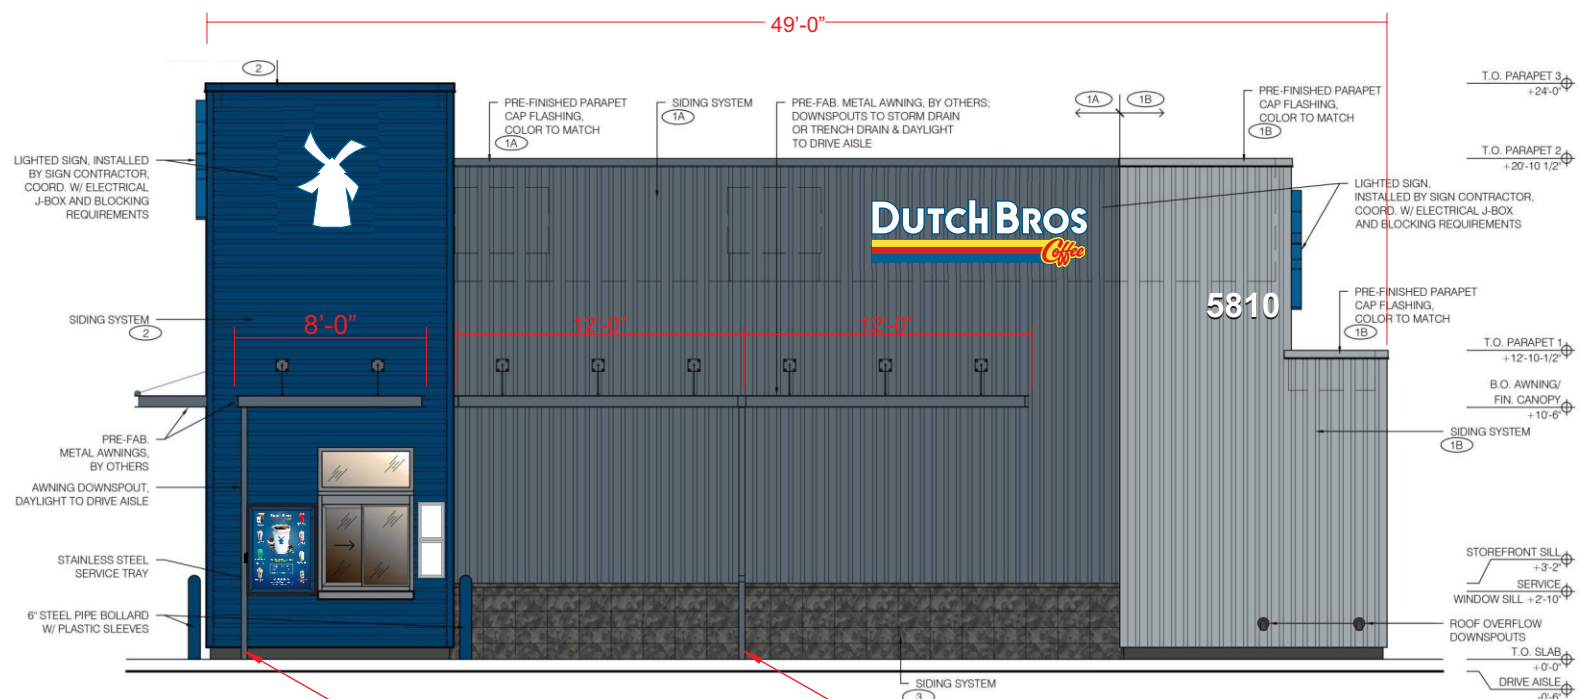 49'-0"
2
PRE-FINISHED PARAPET
CAP FLASHING,
COLOR TO MATCH
1A
SIDING SYSTEM
1A
PRE-FAB. METAL AWNING, BY OTHERS;
DOWNSPOUTS TO STORM DRAIN
OR TRENCH DRAIN & DAYLIGHT
TO DRIVE AISLE
1A 1B
PRE-FINISHED PARAPET
CAP FLASHING,
COLOR TO MATCH
1B
T.O. PARAPET 3
+24'-0"
T.O. PARAPET 2
+20'-10 1/2"
LIGHTED SIGN, INSTALLED
BY SIGN CONTRACTOR,
COORD. W/ ELECTRICAL
J-BOX AND BLOCKING
REQUIREMENTS
LIGHTED SIGN,
INSTALLED BY SIGN CONTRACTOR,
COORD. W/ ELECTRICAL J-BOX
AND BLOCKING REQUIREMENTS
DUTCH BROS
Coffee
5810
PRE-FINISHED PARAPET
CAP FLASHING,
COLOR TO MATCH
1B
SIDING SYSTEM
2
8'-0"
12'-0"
12'-0"
T.O. PARAPET 1
+12'-10-1/2"
B.O. AWNING/
FIN. CANOPY
+10'-6"
SIDING SYSTEM
1B
PRE-FAB.
METAL AWNINGS,
BY OTHERS
AWNING DOWNSPOUT,
DAYLIGHT TO DRIVE AISLE
Dutch Bros
STAINLESS STEEL
SERVICE TRAY
STOREFRONT SILL
+3'-2"
SERVICE
WINDOW SILL +2'-10"
6" STEEL PIPE BOLLARD
W/ PLASTIC SLEEVES
ROOF OVERFLOW
DOWNSPOUTS
T.O. SLAB
+0'-0"
DRIVE AISLE
-0'-6"
SIDING SYSTEM
3